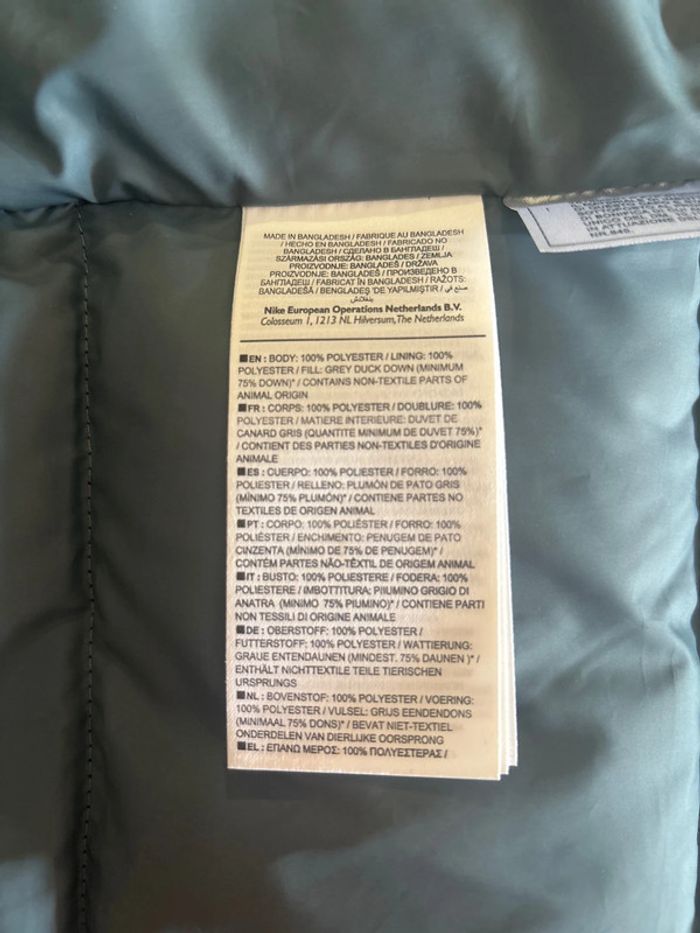 MADE IN BANGLADESH / FABRIQUE AU BANGLADESH
/ HECHO EN BANGLADESH / FABRICADO NO
BANGLADESH / СДЕЛАНО В БАНГЛАДЕШ /
SZÁRMAZÁSI ORSZÁG: BANGLADES / ZEMLJA
PROIZVODNJE: BANGLADEŠ / DRŽAVA
PROIZVODNJE: BANGLADEŠ / ПРОИЗВЕДЕНО В
БАНГЛАДЕШ / FABRICAT ÎN BANGLADESH / RAŽOTS:
BANGLADEŠĀ / BENGLADEŞ 'DE YAPILMIŞTIR / صنع في
بنغلادش
Nike European Operations Netherlands B.V.
Colosseum 1, 1213 NL Hilversum, The Netherlands
EN : BODY: 100% POLYESTER / LINING: 100%
POLYESTER / FILL: GREY DUCK DOWN (MINIMUM
75% DOWN)* / CONTAINS NON-TEXTILE PARTS OF
ANIMAL ORIGIN
FR : CORPS: 100% POLYESTER / DOUBLURE: 100%
POLYESTER / MATIERE INTERIEURE: DUVET DE
CANARD GRIS (QUANTITE MINIMUM DE DUVET 75%)*
/ CONTIENT DES PARTIES NON-TEXTILES D'ORIGINE
ANIMALE
ES : CUERPO: 100% POLIESTER / FORRO: 100%
POLIESTER / RELLENO: PLUMÓN DE PATO GRIS
(MÍNIMO 75% PLUMÓN)* / CONTIENE PARTES NO
TEXTILES DE ORIGEN ANIMAL
PT : CORPO: 100% POLIÉSTER / FORRO: 100%
POLIÉSTER / ENCHIMENTO: PENUGEM DE PATO
CINZENTA (MÍNIMO DE 75% DE PENUGEM)* /
CONTÉM PARTES NÃO-TÊXTIL DE ORIGEM ANIMAL
IT : BUSTO: 100% POLIESTERE / FODERA: 100%
POLIESTERE / IMBOTTITURA: PIIUMINO GRIGIO DI
ANATRA (MINIMO 75% PIUMINO)* / CONTIENE PARTI
NON TESSILI DI ORIGINE ANIMALE
DE : OBERSTOFF: 100% POLYESTER /
FUTTERSTOFF: 100% POLYESTER / WATTIERUNG:
GRAUE ENTENDAUNEN (MINDEST. 75% DAUNEN )* /
ENTHÄLT NICHTTEXTILE TEILE TIERISCHEN
URSPRUNGS
NL : BOVENSTOF: 100% POLYESTER / VOERING:
100% POLYESTER / VULSEL: GRIJS EENDENDONS
(MINIMAAL 75% DONS)* / BEVAT NIET-TEXTIEL
ONDERDELEN VAN DIERLIJKE OORSPRONG
EL : ΕΠΑΝΩ ΜΕΡΟΣ: 100% ΠΟΛΥΕΣΤΕΡΑΣ /